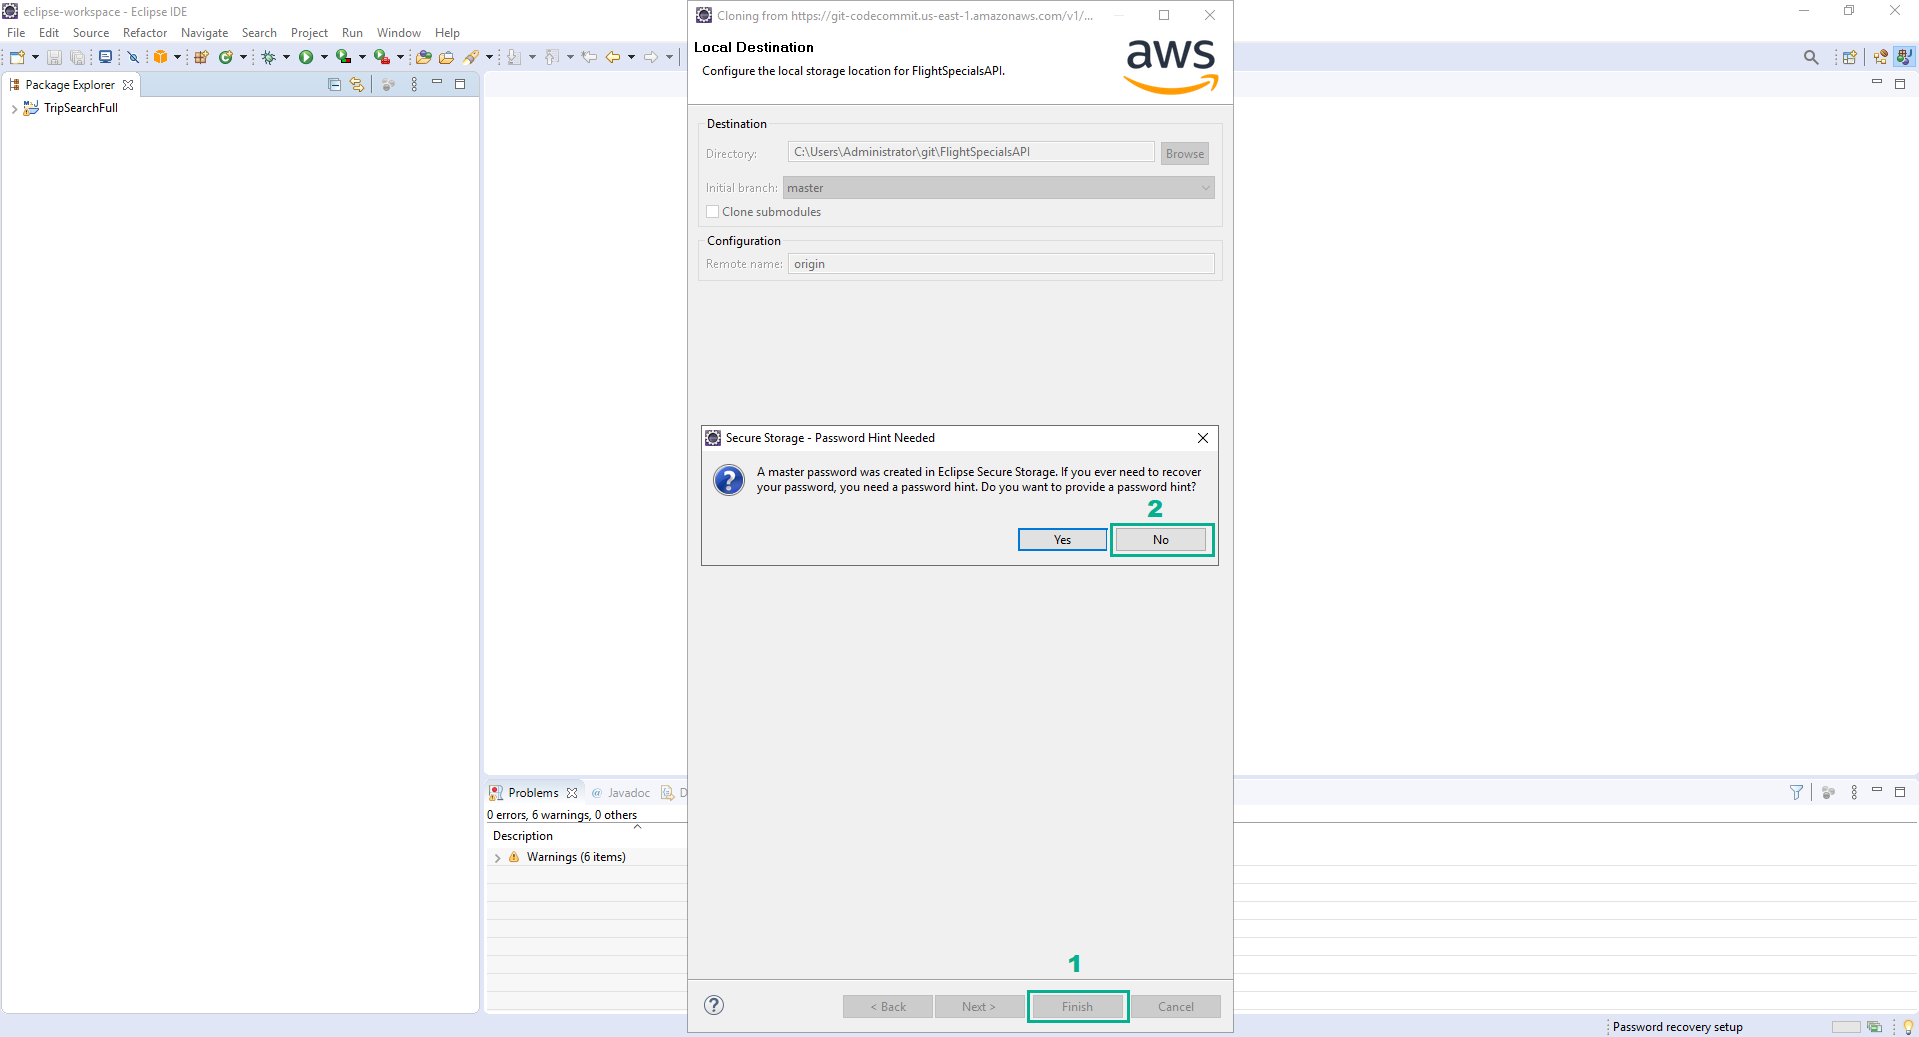 eclipse-workspace - Eclipse IDE
File Edit Source Refactor Navigate Search Project Run Window Help
Package Explorer
TripSearchFull
Cloning from https://git-codecommit.us-east-1.amazonaws.com/v1/...
Local Destination
Configure the local storage location for FlightSpecialsAPI.
aws
Destination
Directory: C:\Users\Administrator\git\FlightSpecialsAPI Browse
Initial branch: master
Clone submodules
Configuration
Remote name: origin
Secure Storage - Password Hint Needed
A master password was created in Eclipse Secure Storage. If you ever need to recover
your password, you need a password hint. Do you want to provide a password hint?
2
Yes No
Problems @ Javadoc D
0 errors, 6 warnings, 0 others
Description
Warnings (6 items)
1
< Back Next > Finish Cancel
Password recovery setup